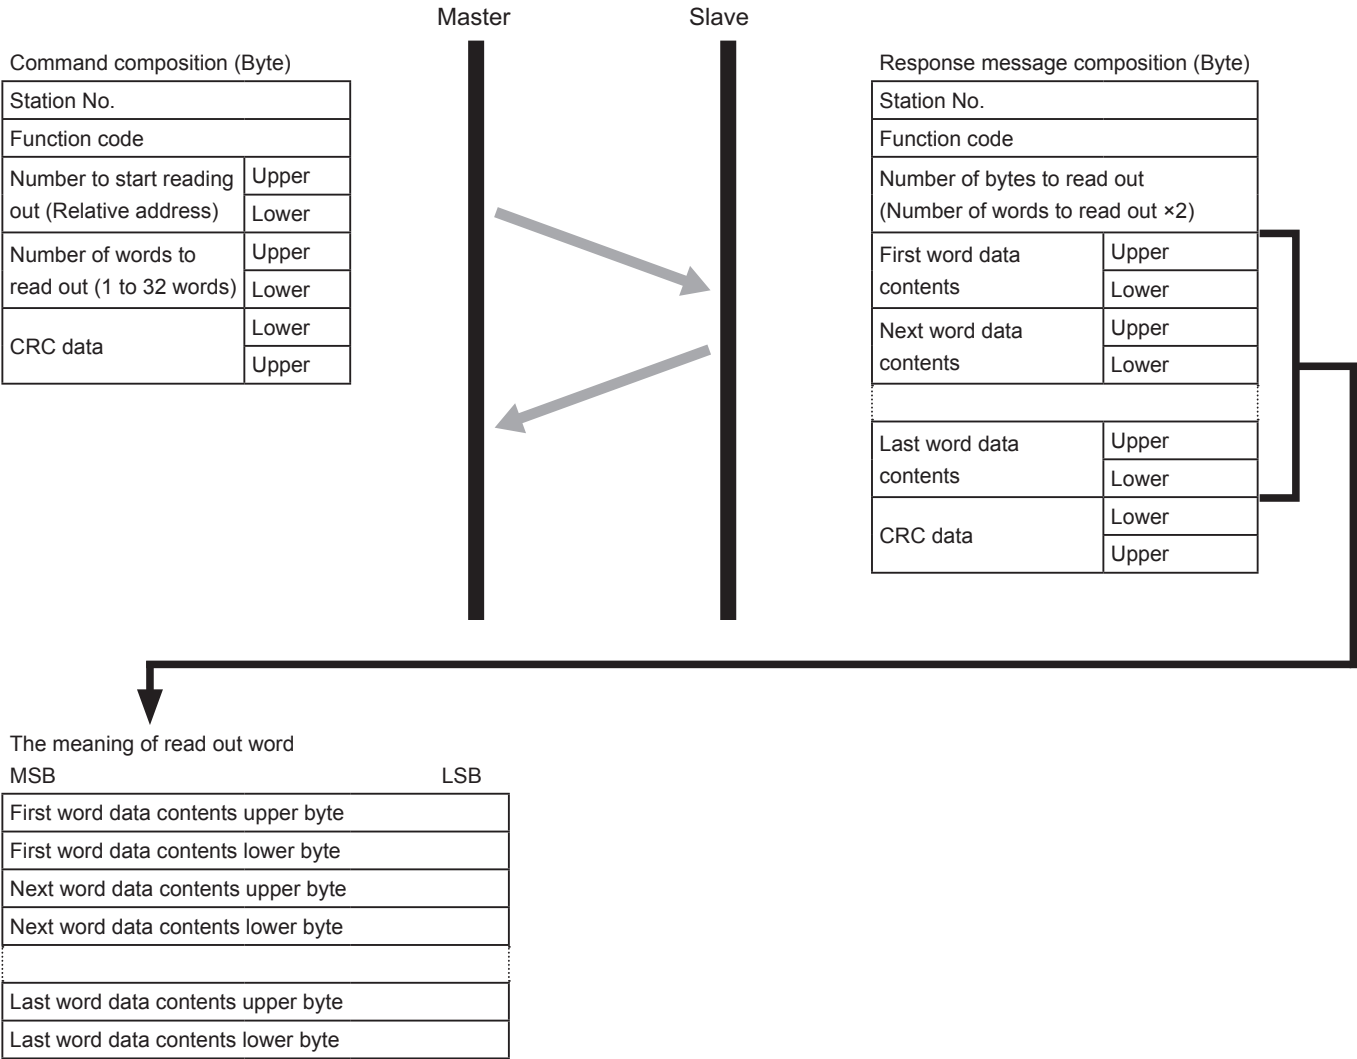 Master
Slave
Command composition (Byte)
Station No.
Function code
Number to start reading
out (Relative address)
Upper
Lower
Number of words to
read out (1 to 32 words)
Upper
Lower
CRC data
Lower
Upper
Response message composition (Byte)
Station No.
Function code
Number of bytes to read out
(Number of words to read out ×2)
First word data
contents
Upper
Lower
Next word data
contents
Upper
Lower
Last word data
contents
Upper
Lower
CRC data
Lower
Upper
The meaning of read out word
MSB
LSB
First word data contents upper byte
First word data contents lower byte
Next word data contents upper byte
Next word data contents lower byte
Last word data contents upper byte
Last word data contents lower byte